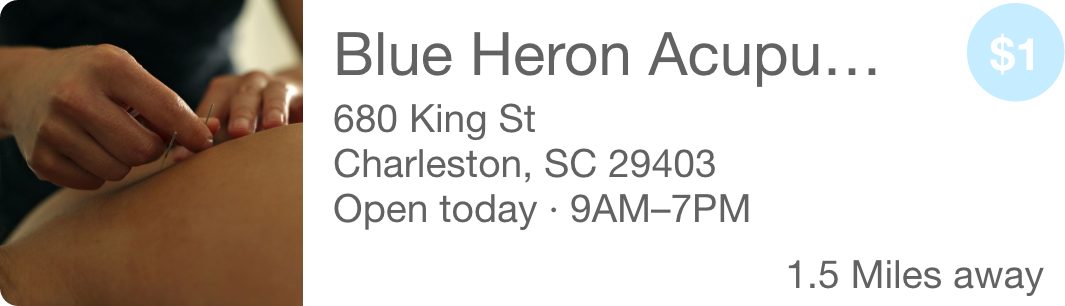 Blue Heron Acupu...
$1
680 King St
Charleston, SC 29403
Open today · 9AM–7PM
1.5 Miles away